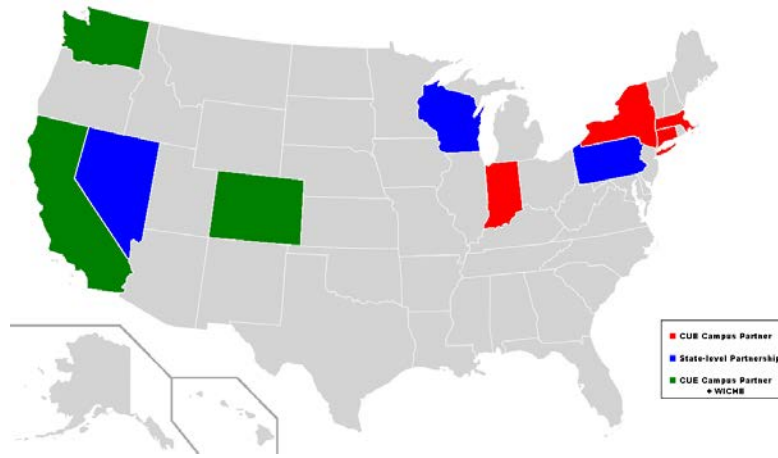 CUE Campus Partner
State-level Partnership
CUE Campus Partner
+ WICHE